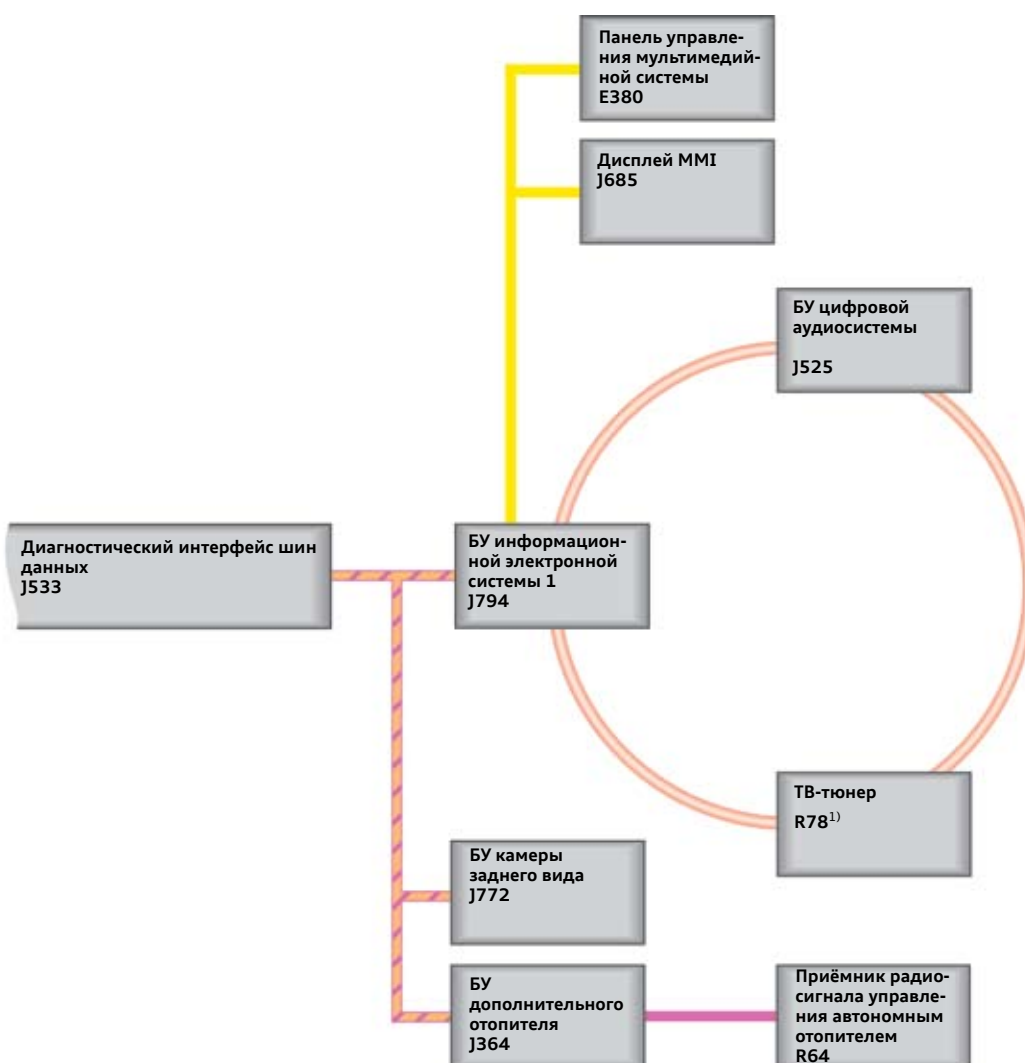 Панель управле-
ния мультимедий-
ной системы
E380
Дисплей MMI
J685
БУ цифровой
аудиосистемы
J525
Диагностический интерфейс шин
данных
J533
БУ информацион-
ной электронной
системы 1
J794
ТВ-тюнер
R78¹⁾
БУ камеры
заднего вида
J772
БУ
дополнительного
отопителя
J364
Приёмник радио-
сигнала управле-
ния автономным
отопителем
R64